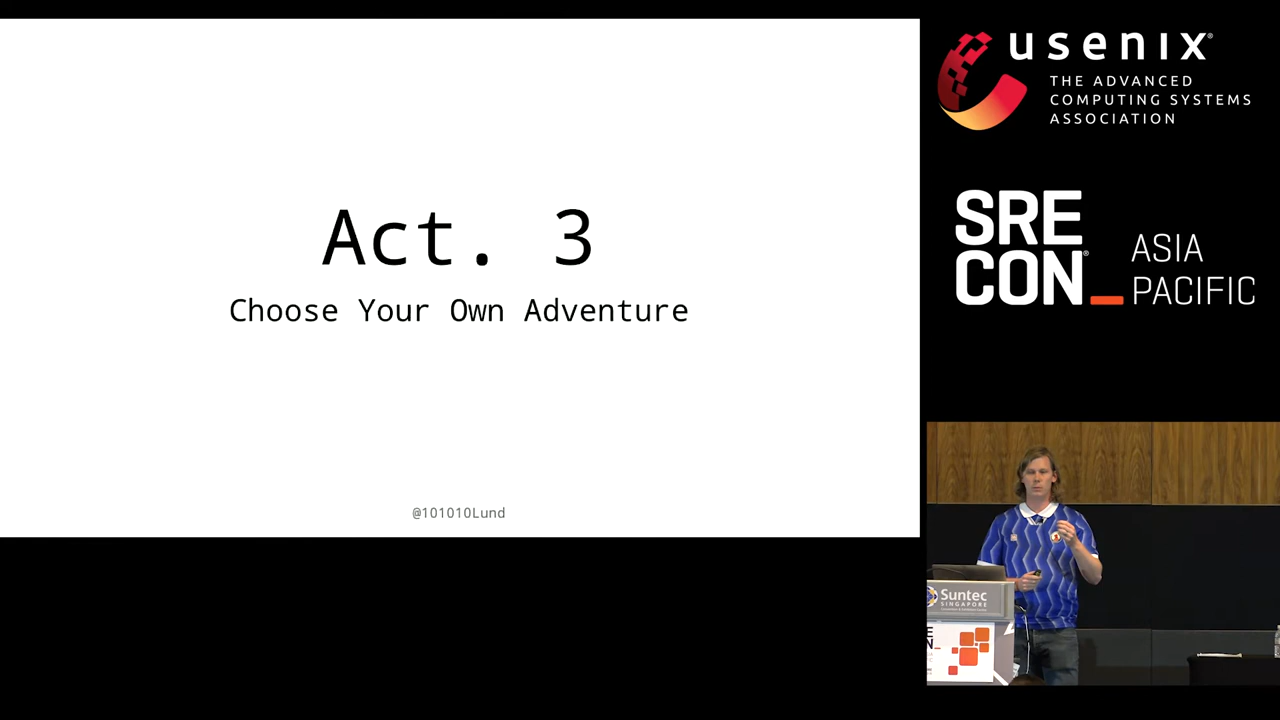 Act. 3
Choose Your Own Adventure
@101010Lund
usenix®
THE ADVANCED
COMPUTING SYSTEMS
ASSOCIATION
SRE
CON®_
ASIA
PACIFIC
Suntec
SINGAPORE